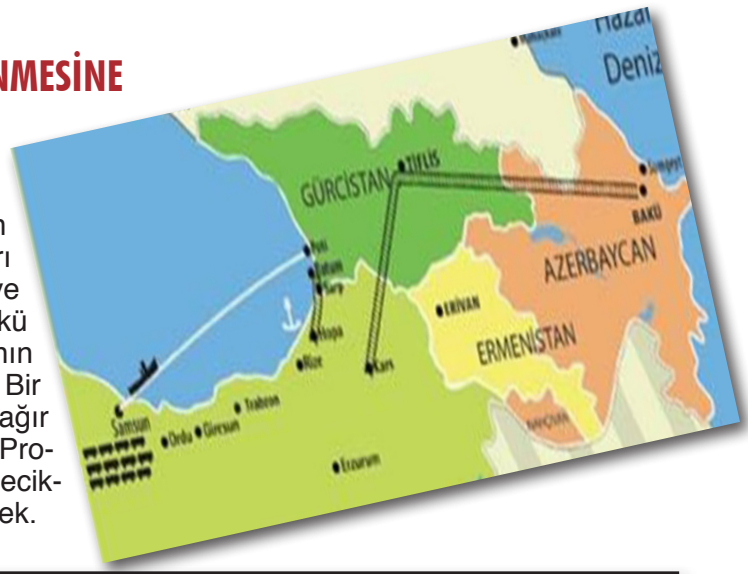 NMESİNE
n
rı
ve
kü
nın
Bir
ağır
Pro-
ecik-
ek.
Hazar
Deniz
GÜRCİSTAN
TİFLİS
BAKÜ
AZERBAYCAN
ERİVAN
ERMENİSTAN
Poti
Batum
Sarp
Hopa
Rize
Kars
Trabzon
Samsun
Ordu
Giresun
Erzurum